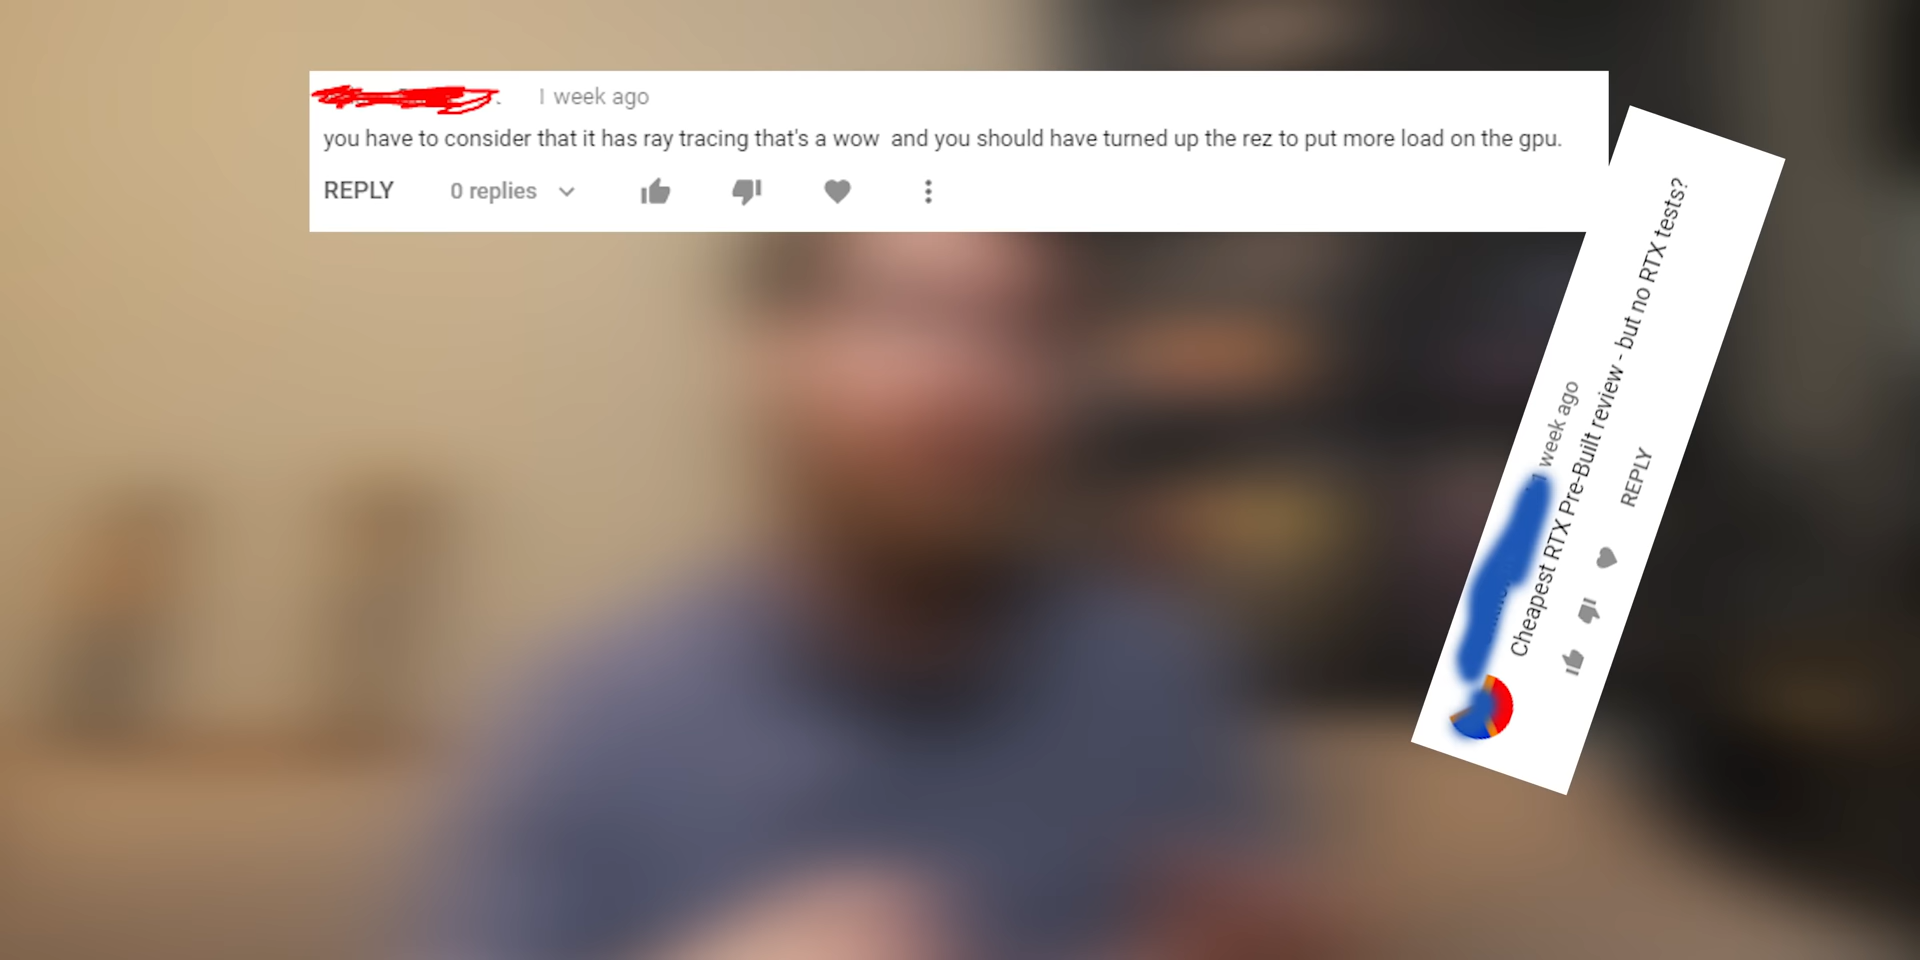 1 week ago
you have to consider that it has ray tracing that's a wow  and you should have turned up the rez to put more load on the gpu.
REPLY 0 replies
1 week ago
Cheapest RTX Pre-Built review - but no RTX tests?
REPLY